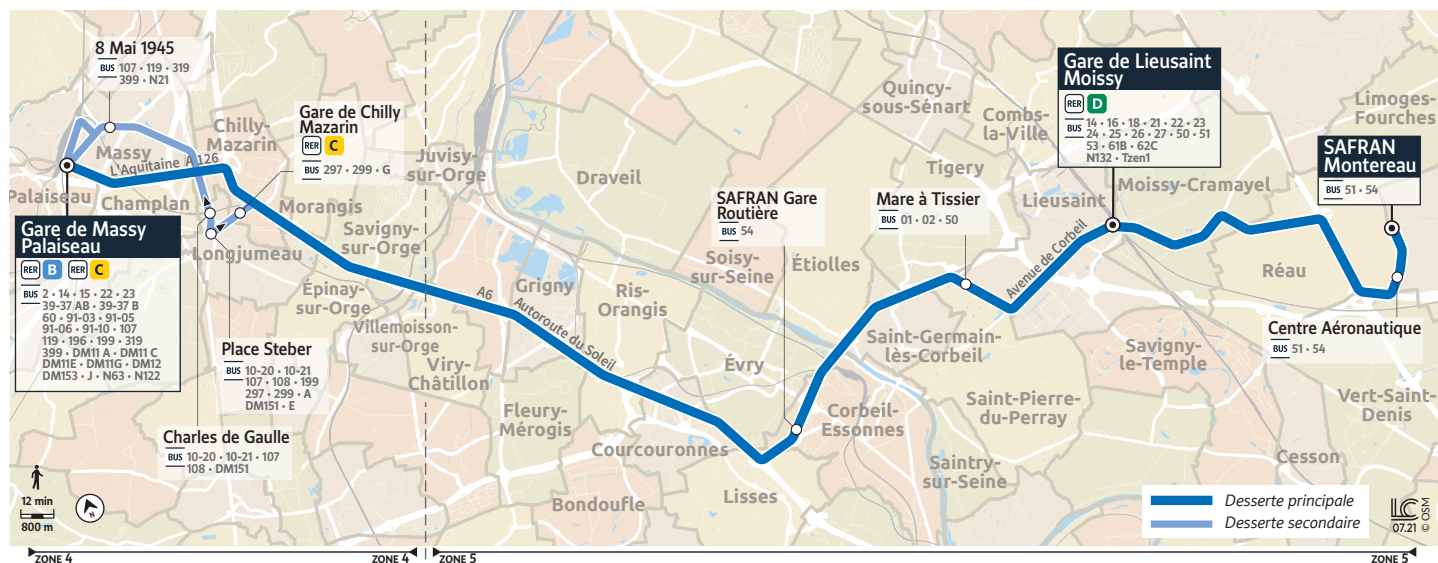 8 Mai 1945
BUS 107 • 119 • 319
399 • N21
Gare de Chilly
Mazarin
RER C
BUS 297 • 299 • G
Chilly-
Mazarin
Massy
L'Aquitaine A 126
Palaiseau
Champlan
Morangis
Savigny-
sur-Orge
Longjumeau
Épinay-
sur-Orge
Gare de Massy
Palaiseau
RER B RER C
BUS 2 • 14 • 15 • 22 • 23
39-37 AB • 39-37 B
60 • 91-03 • 91-05
91-06 • 91-10 • 107
119 • 196 • 199 • 319
399 • DM11 A • DM11 C
DM11E • DM11G • DM12
DM153 • J • N63 • N122
Place Steber
BUS 10-20 • 10-21
107 • 108 • 199
297 • 299 • A
DM151 • E
Charles de Gaulle
BUS 10-20 • 10-21 • 107
108 • DM151
Juvisy-
sur-Orge
Draveil
Villemoisson-
sur-Orge
Viry-
Châtillon
Grigny
A6
Autoroute du Soleil
Ris-
Orangis
Fleury-
Mérogis
Courcouronnes
Bondoufle
Évry
Lisses
Soisy-
sur-Seine
Étiolles
SAFRAN Gare
Routière
BUS 54
Corbeil-
Essonnes
Saint-Germain-
lès-Corbeil
Saintry-
sur-Seine
Saint-Pierre-
du-Perray
Quincy-
sous-Sénart
Combs-
la-Ville
Tigery
Mare à Tissier
BUS 01 • 02 • 50
Lieusaint
Avenue de Corbeil
Gare de Lieusaint
Moissy
RER D
BUS 14 • 16 • 18 • 21 • 22 • 23
24 • 25 • 26 • 27 • 50 • 51
53 • 61B • 62C
N132 • Tzen1
Moissy-Cramayel
Limoges-
Fourches
SAFRAN
Montereau
BUS 51 • 54
Réau
Centre Aéronautique
BUS 51 • 54
Savigny-
le-Temple
Vert-Saint-
Denis
Cesson
12 min
800 m
N
Desserte principale
Desserte secondaire
LC
07.21
© OSM
ZONE 4
ZONE 4
ZONE 5
ZONE 5